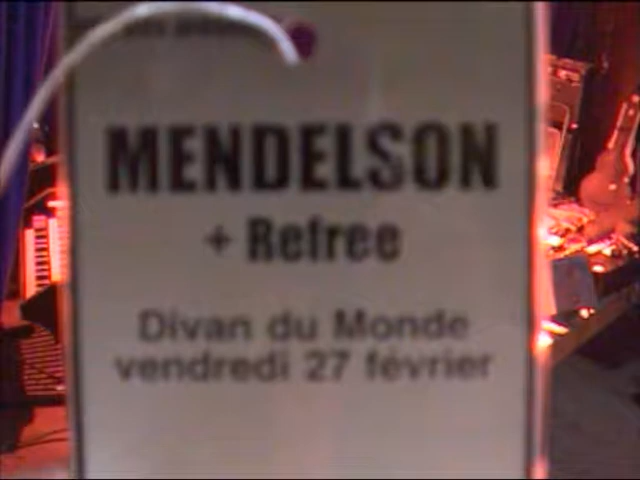 MENDELSON
+ Refree
Divan du Monde
vendredi 27 février